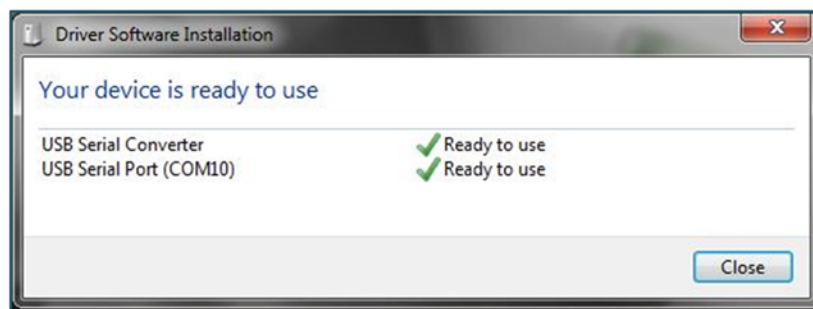 Driver Software Installation
Your device is ready to use
USB Serial Converter Ready to use
USB Serial Port (COM10) Ready to use
Close